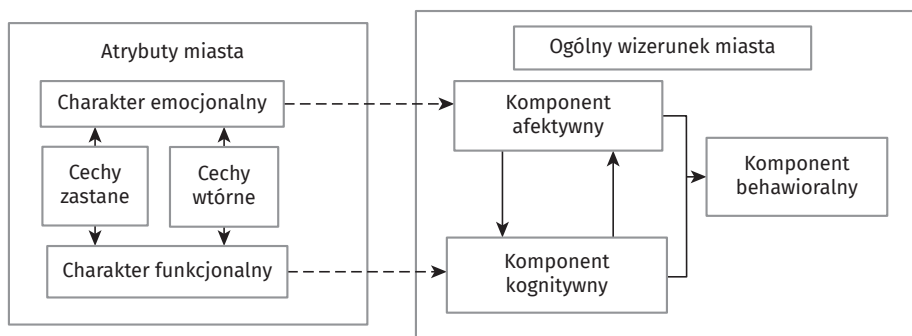 Atrybuty miasta
Charakter emocjonalny
Cechy
zastane
Cechy
wtórne
Charakter funkcjonalny
Ogólny wizerunek miasta
Komponent
afektywny
Komponent
behawioralny
Komponent
kognitywny